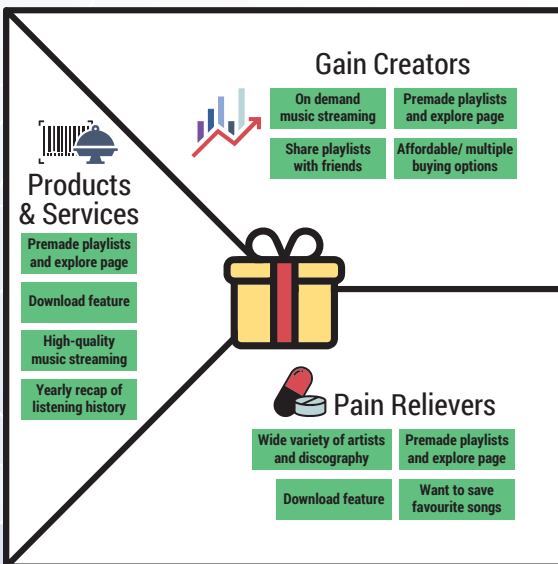 Gain Creators
On demand
music streaming
Premade playlists
and explore page
Share playlists
with friends
Affordable/ multiple
buying options
Products
& Services
Premade playlists
and explore page
Download feature
High-quality
music streaming
Yearly recap of
listening history
Pain Relievers
Wide variety of artists
and discography
Premade playlists
and explore page
Download feature
Want to save
favourite songs